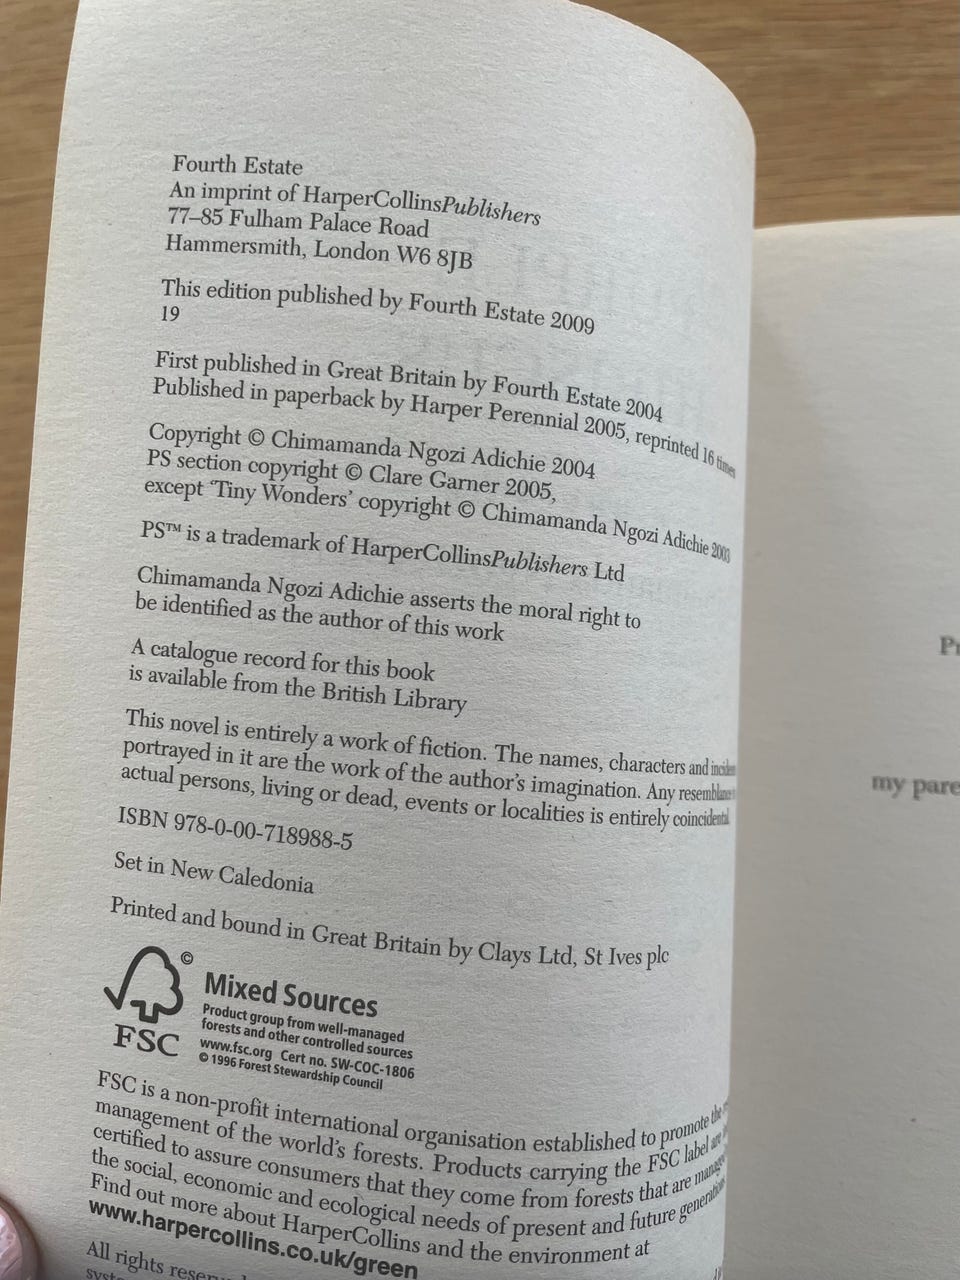 Fourth Estate
An imprint of HarperCollinsPublishers
77–85 Fulham Palace Road
Hammersmith, London W6 8JB
This edition published by Fourth Estate 2009
19
First published in Great Britain by Fourth Estate 2004
Published in paperback by Harper Perennial 2005, reprinted 16 times
Copyright © Chimamanda Ngozi Adichie 2004
PS section copyright © Clare Garner 2005,
except ‘Tiny Wonders’ copyright © Chimamanda Ngozi Adichie 2003
PS™ is a trademark of HarperCollinsPublishers Ltd
Chimamanda Ngozi Adichie asserts the moral right to
be identified as the author of this work
A catalogue record for this book
is available from the British Library
This novel is entirely a work of fiction. The names, characters and
portrayed in it are the work of the author’s imagination. Any resemblance
actual persons, living or dead, events or localities is entirely coincidental.
ISBN 978-0-00-718988-5
Set in New Caledonia
Printed and bound in Great Britain by Clays Ltd, St Ives plc
©
FSC
Mixed Sources
Product group from well-managed
forests and other controlled sources
www.fsc.org Cert no. SW-COC-1806
© 1996 Forest Stewardship Council
FSC is a non-profit international organisation established to promote the
management of the world’s forests. Products carrying the FSC label are
certified to assure consumers that they come from forests that are
the social, economic and ecological needs of present and future generations
Find out more about HarperCollins and the environment at
www.harpercollins.co.uk/green
All rights
my